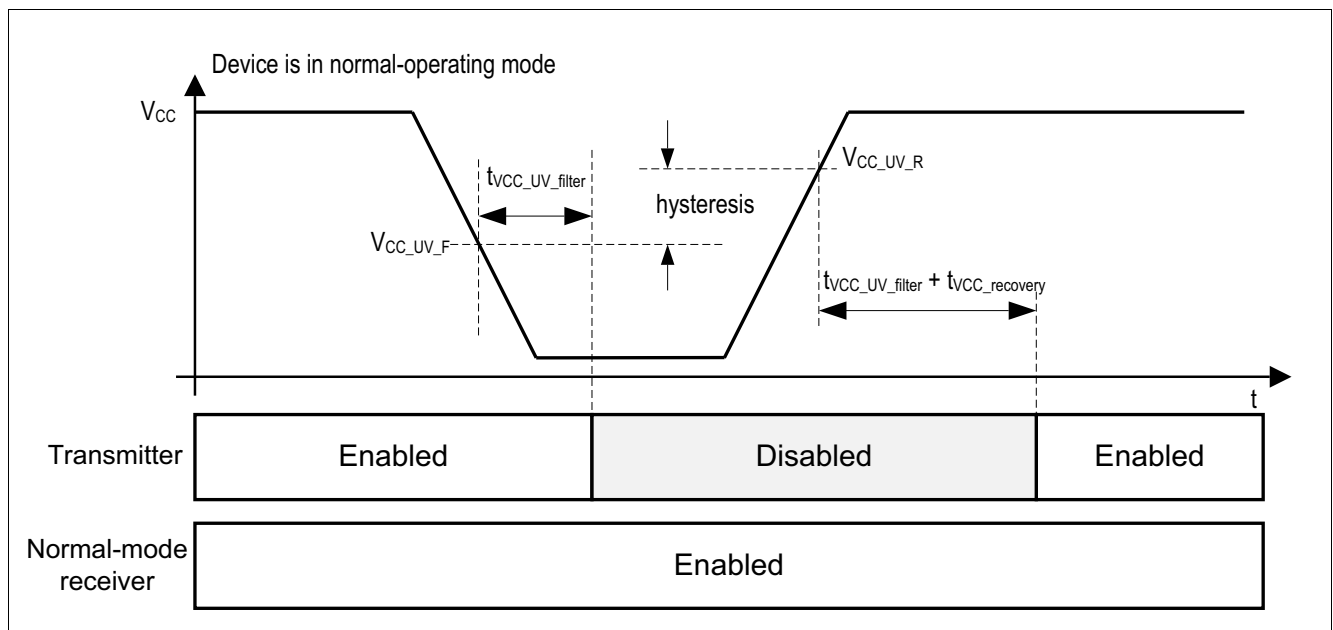 Device is in normal-operating mode
VCC
tVCC_UV_filter
VCC_UV_R
hysteresis
VCC_UV_F
tVCC_UV_filter + tVCC_recovery
t
Transmitter
Enabled
Disabled
Enabled
Normal-mode
receiver
Enabled